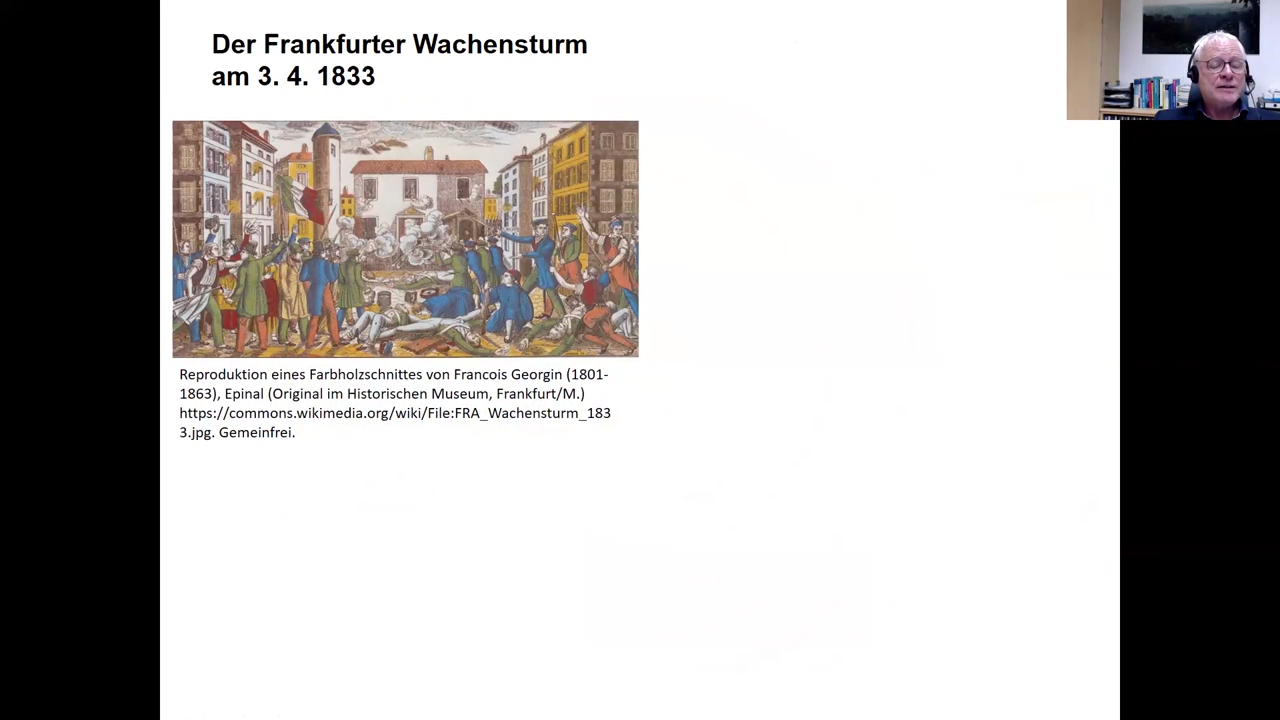 Der Frankfurter Wachensturm
am 3. 4. 1833
Reproduktion eines Farbholzschnittes von Francois Georgin (1801-
1863), Epinal (Original im Historischen Museum, Frankfurt/M.)
https://commons.wikimedia.org/wiki/File:FRA_Wachensturm_183
3.jpg. Gemeinfrei.